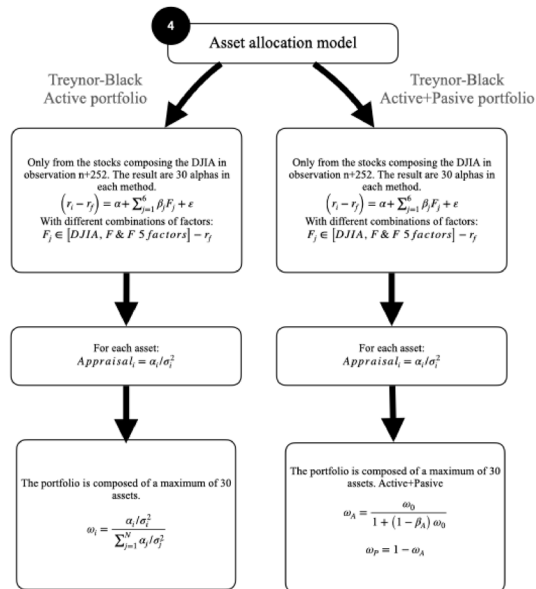 4
Asset allocation model
Treynor-Black
Active portfolio
Treynor-Black
Active+Pasive portfolio
Only from the stocks composing the DJIA in
observation n+252. The result are 30 alphas in
each method.
(r_i − r_f) = α + ∑_{j=1}^{6} β_j F_j + ε
With different combinations of factors:
F_j ∈ [DJIA, F & F 5 factors] − r_f
Only from the stocks composing the DJIA in
observation n+252. The result are 30 alphas in
each method.
(r_i − r_f) = α + ∑_{j=1}^{6} β_j F_j + ε
With different combinations of factors:
F_j ∈ [DJIA, F & F 5 factors] − r_f
For each asset:
Appraisal_i = α_i/σ_i^2
For each asset:
Appraisal_i = α_i/σ_i^2
The portfolio is composed of a maximum of 30
assets.
ω_i = (α_i/σ_i^2) / (∑_{j=1}^{N} α_j/σ_j^2)
The portfolio is composed of a maximum of 30
assets. Active+Pasive
ω_A = ω_0 / (1 + (1 − β_A) ω_0)
ω_P = 1 − ω_A